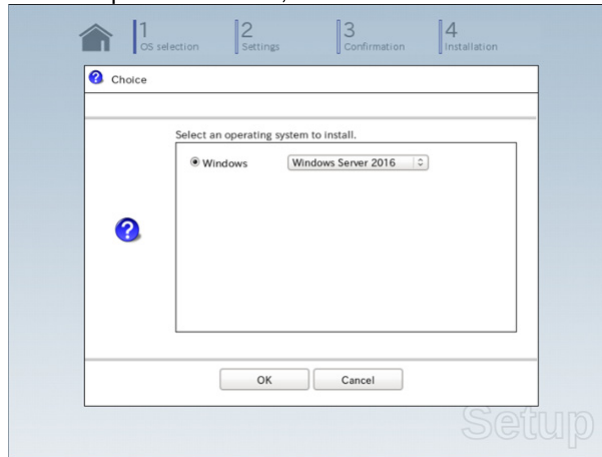 1
OS selection
2
Settings
3
Confirmation
4
Installation
Choice
Select an operating system to install.
Windows
Windows Server 2016
OK
Cancel
Setup